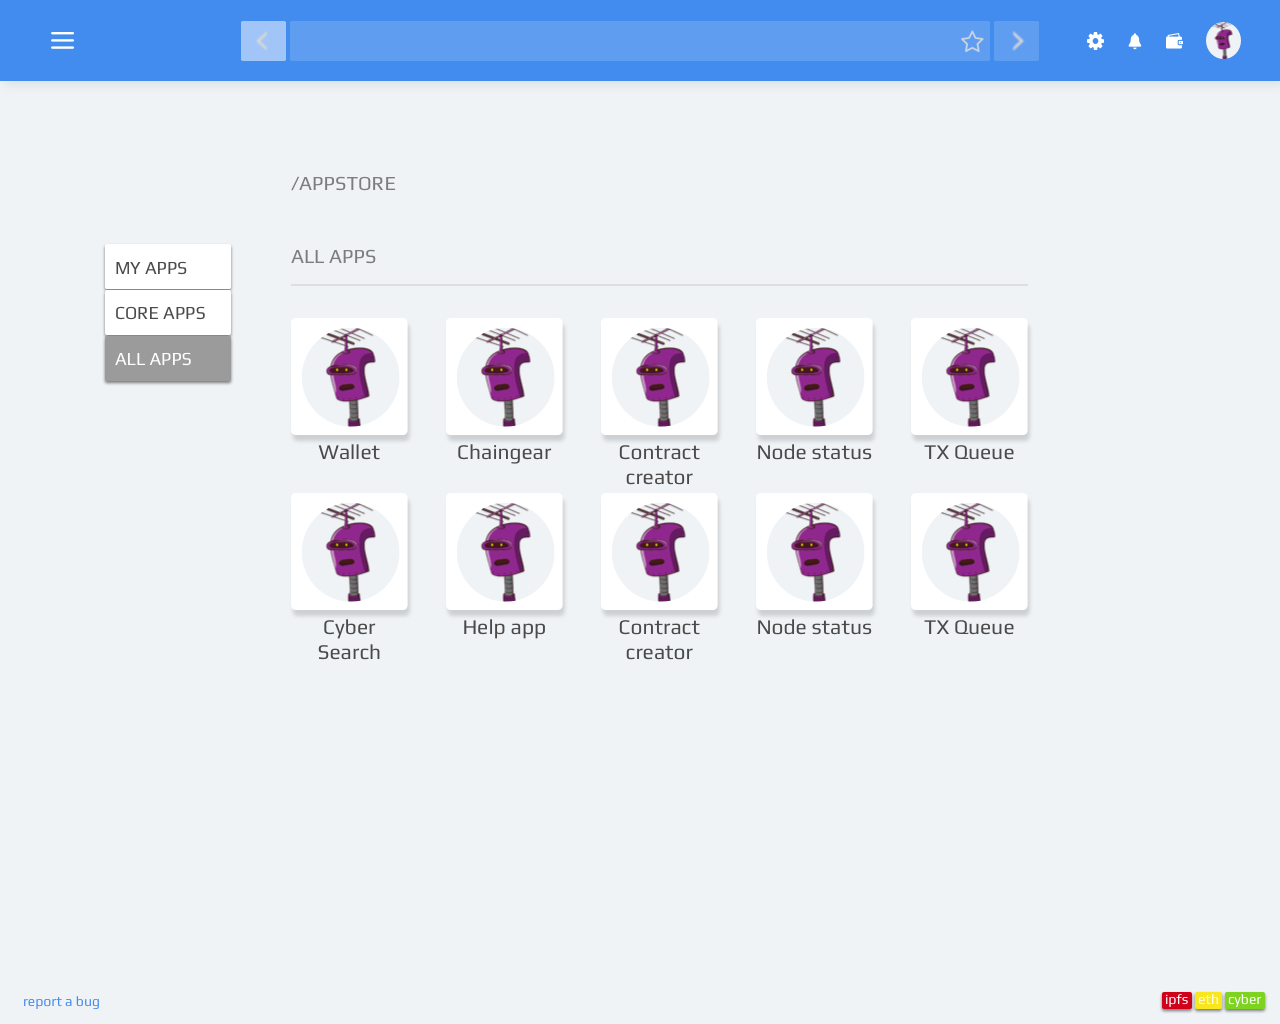 /APPSTORE
ALL APPS
MY APPS
CORE APPS
ALL APPS
Wallet
Chaingear
Contract
creator
Node status
TX Queue
Cyber
Search
Help app
Contract
creator
Node status
TX Queue
report a bug
ipfs eth cyber